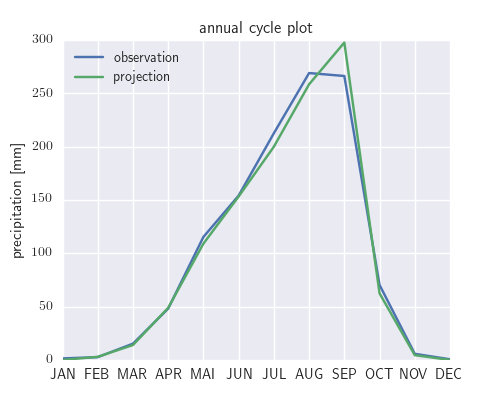 annual cycle plot
observation
projection
precipitation [mm]
300
250
200
150
100
50
0
JAN FEB MAR APR MAI JUN JUL AUG SEP OCT NOV DEC